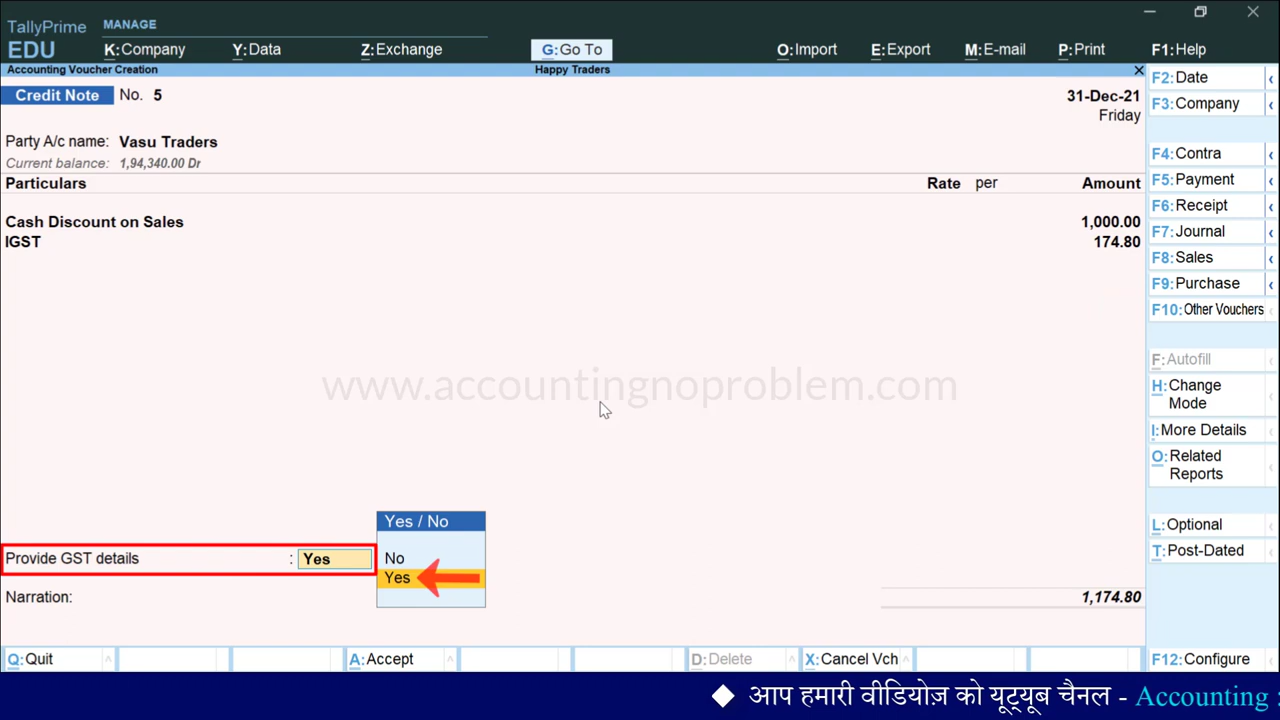 TallyPrime MANAGE
EDU K:Company Y:Data Z:Exchange G:Go To O:Import E:Export M:E-mail P:Print F1:Help
Accounting Voucher Creation Happy Traders
Credit Note No. 5 31-Dec-21
Friday
Party A/c name: Vasu Traders
Current balance: 1,94,340.00 Dr
Particulars Rate per Amount
Cash Discount on Sales 1,000.00
IGST 174.80
www.accountingnoproblem.com
Yes / No
Provide GST details : Yes No
Yes
Narration: 1,174.80
F2:Date
F3:Company
F4:Contra
F5:Payment
F6:Receipt
F7:Journal
F8:Sales
F9:Purchase
F10:Other Vouchers
F:Autofill
H:Change
Mode
I:More Details
O:Related
Reports
L:Optional
T:Post-Dated
Q:Quit A:Accept D:Delete X:Cancel Vch F12:Configure
◆ आप हमारी वीडियोज़ को यूट्यूब चैनल - Accounting